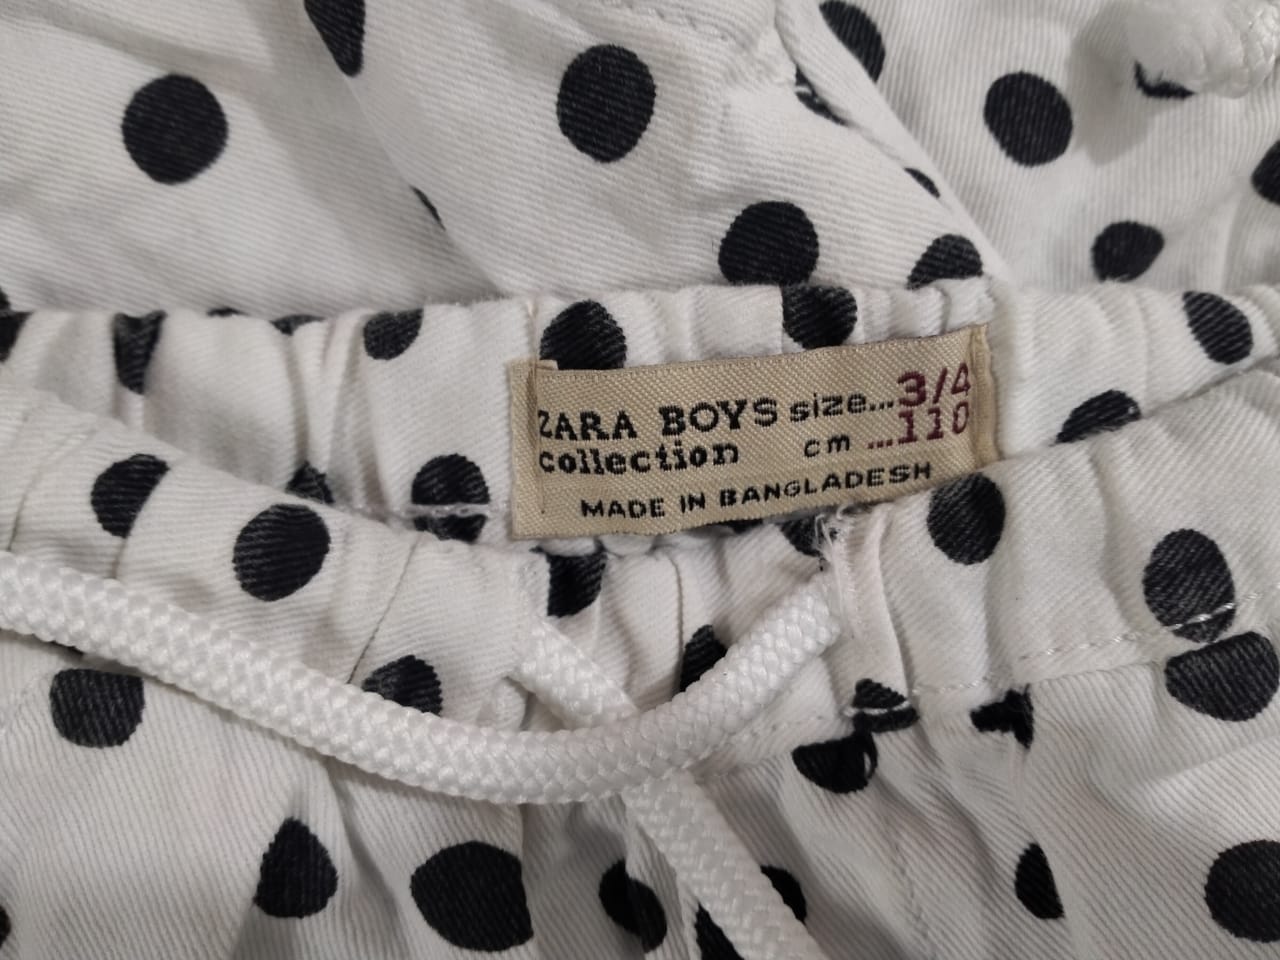 ZARA BOYS size...3/4
collection cm ...110
MADE IN BANGLADESH